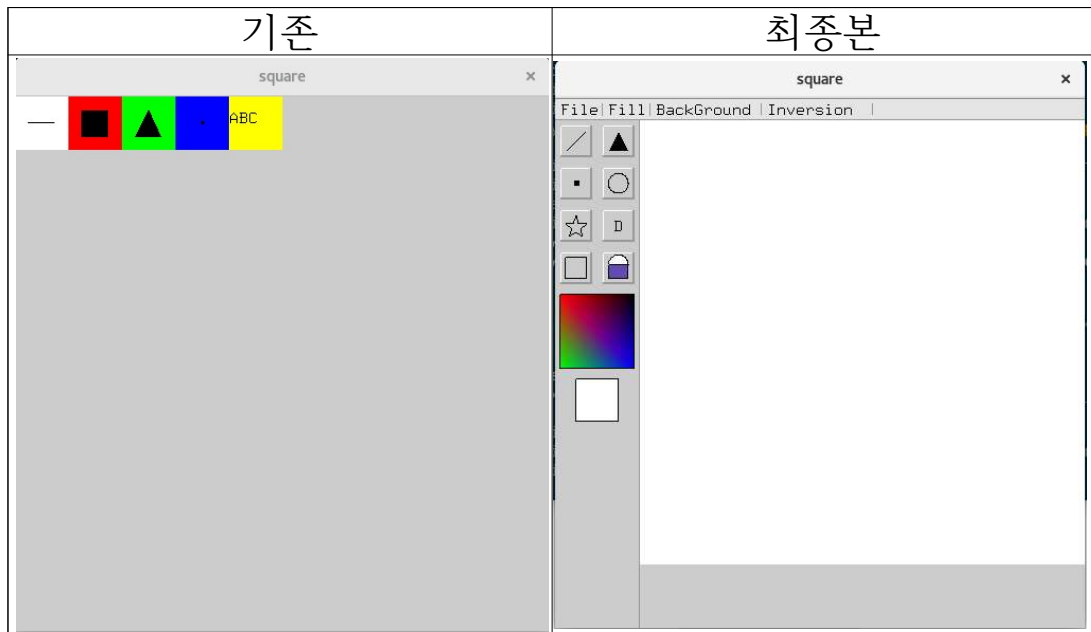 기존
최종본
square ×
ABC
square ×
File| Fill| BackGround | Inversion |
D